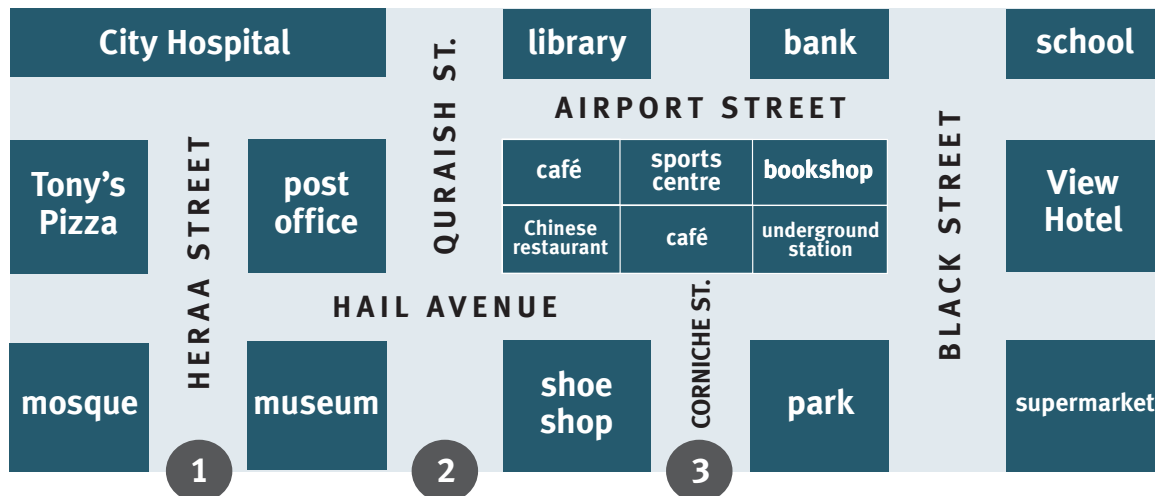 City Hospital
QURAISH ST.
library
bank
school
AIRPORT STREET
Tony's
Pizza
HERAA STREET
post
office
café
sports
centre
bookshop
Chinese
restaurant
café
underground
station
BLACK STREET
View
Hotel
HAIL AVENUE
mosque
museum
shoe
shop
CORNICHE ST.
park
supermarket
1
2
3